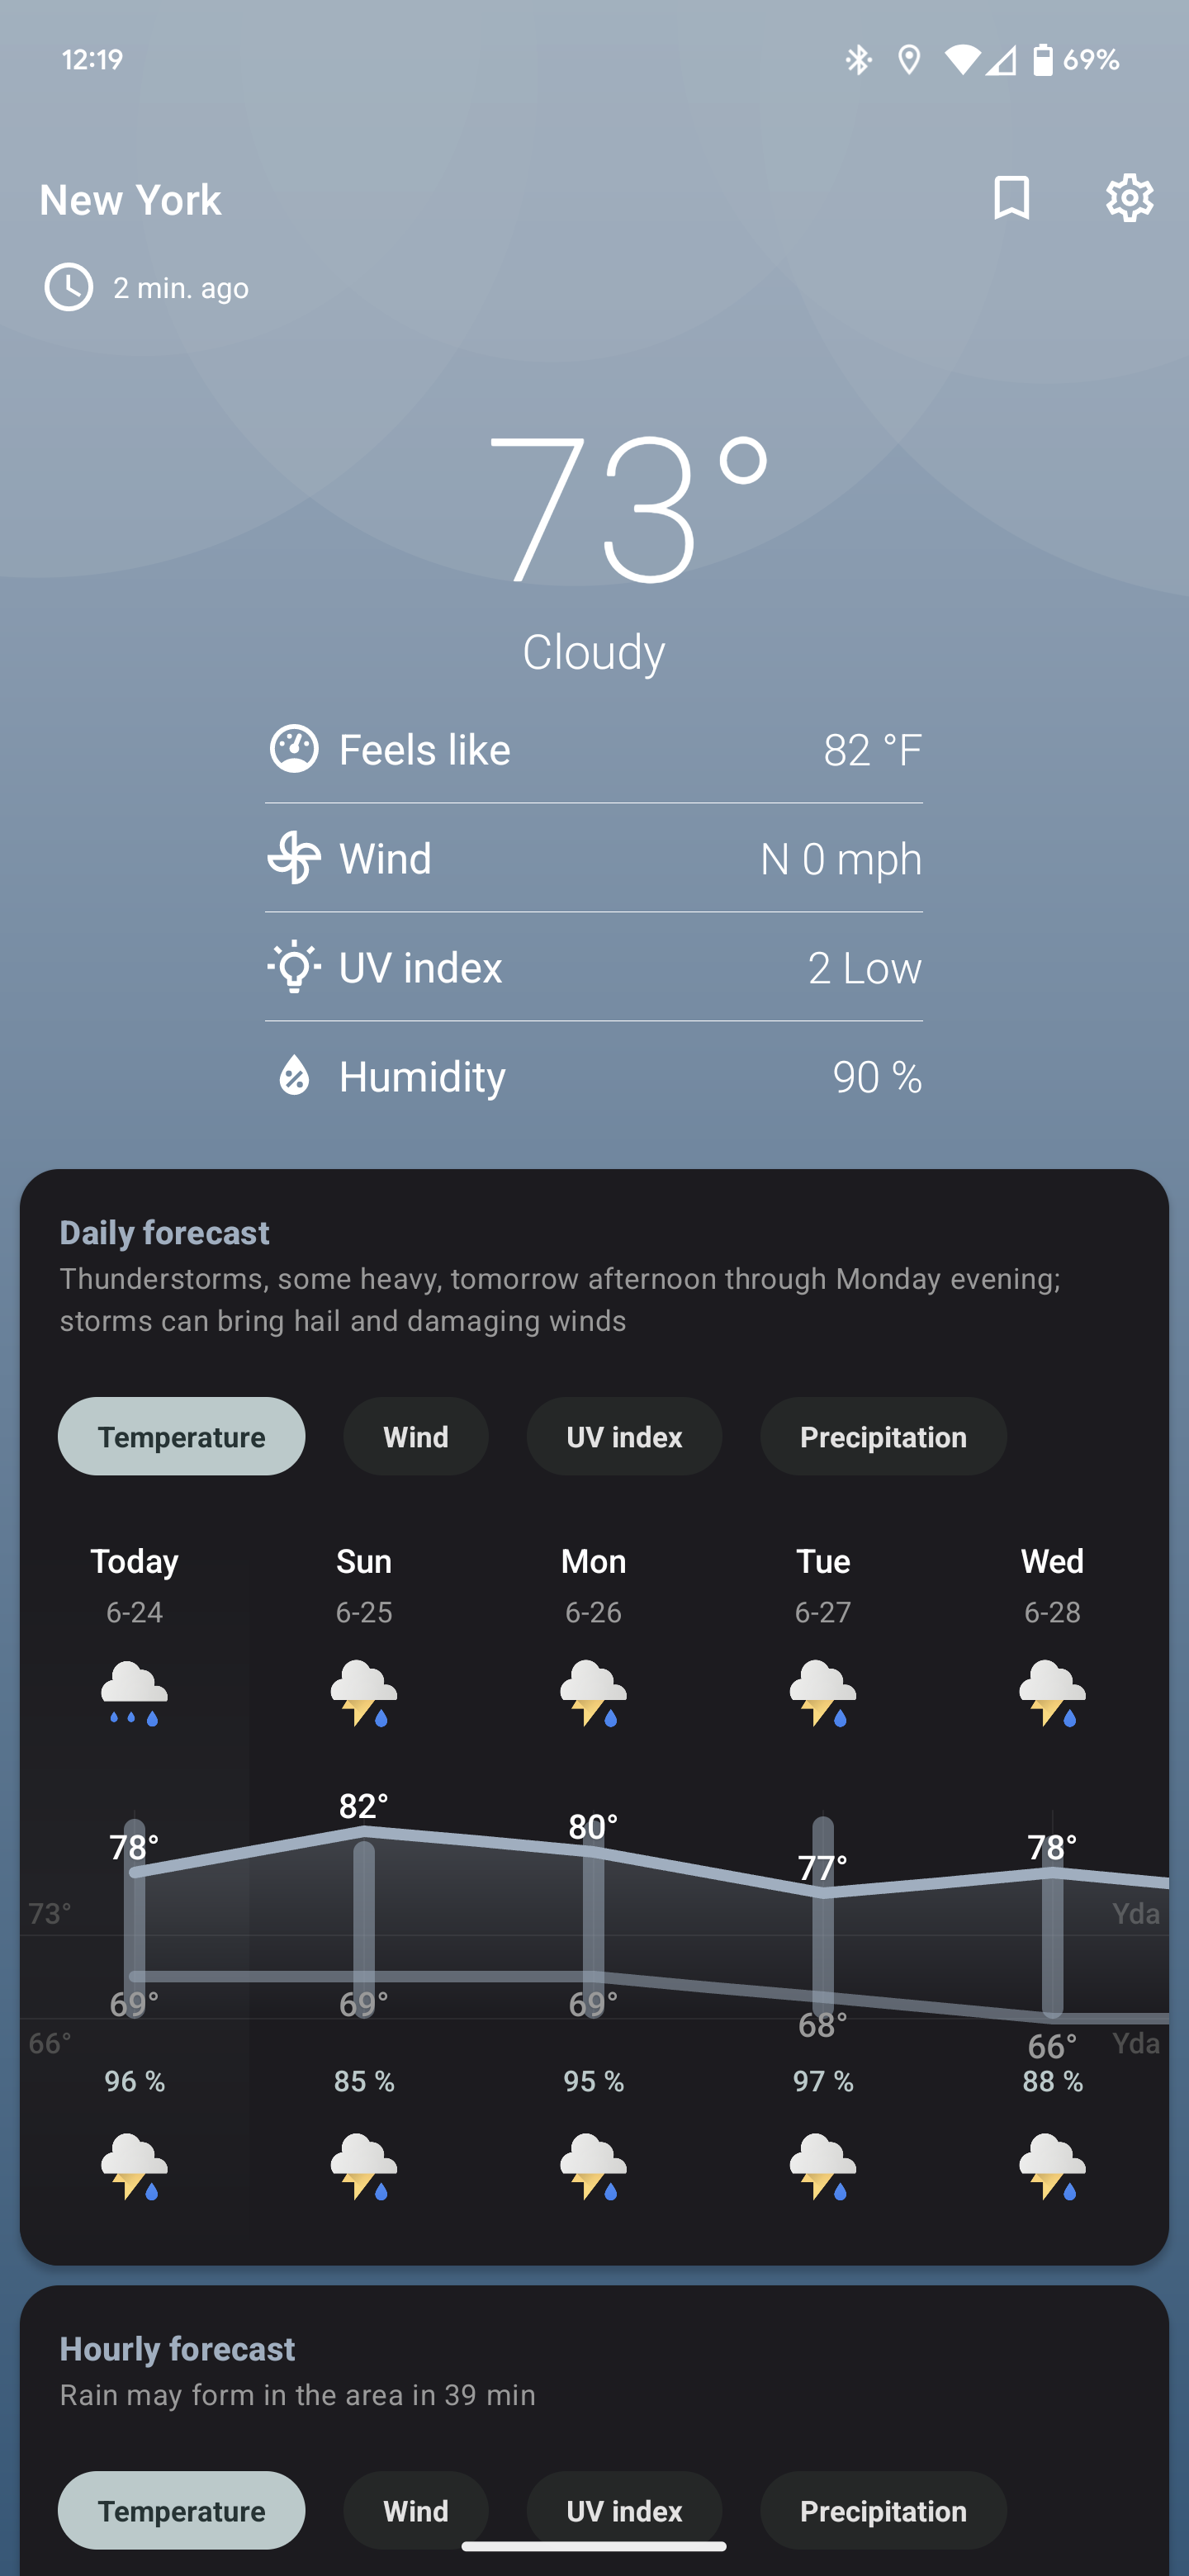 12:19 69%
New York
2 min. ago
73°
Cloudy
Feels like 82 °F
Wind N 0 mph
UV index 2 Low
Humidity 90 %
Daily forecast
Thunderstorms, some heavy, tomorrow afternoon through Monday evening;
storms can bring hail and damaging winds
Temperature Wind UV index Precipitation
Today Sun Mon Tue Wed
6-24 6-25 6-26 6-27 6-28
78° 82° 80° 77° 78°
73° Yda
69° 69° 69° 68° 66°
66° Yda
96 % 85 % 95 % 97 % 88 %
Hourly forecast
Rain may form in the area in 39 min
Temperature Wind UV index Precipitation